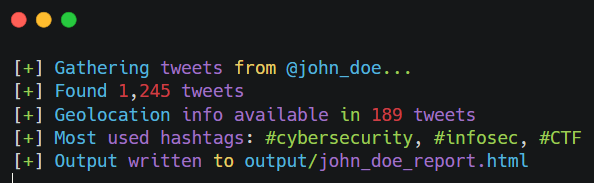 [+] Gathering tweets from @john_doe...
[+] Found 1,245 tweets
[+] Geolocation info available in 189 tweets
[+] Most used hashtags: #cybersecurity, #infosec, #CTF
[+] Output written to output/john_doe_report.html